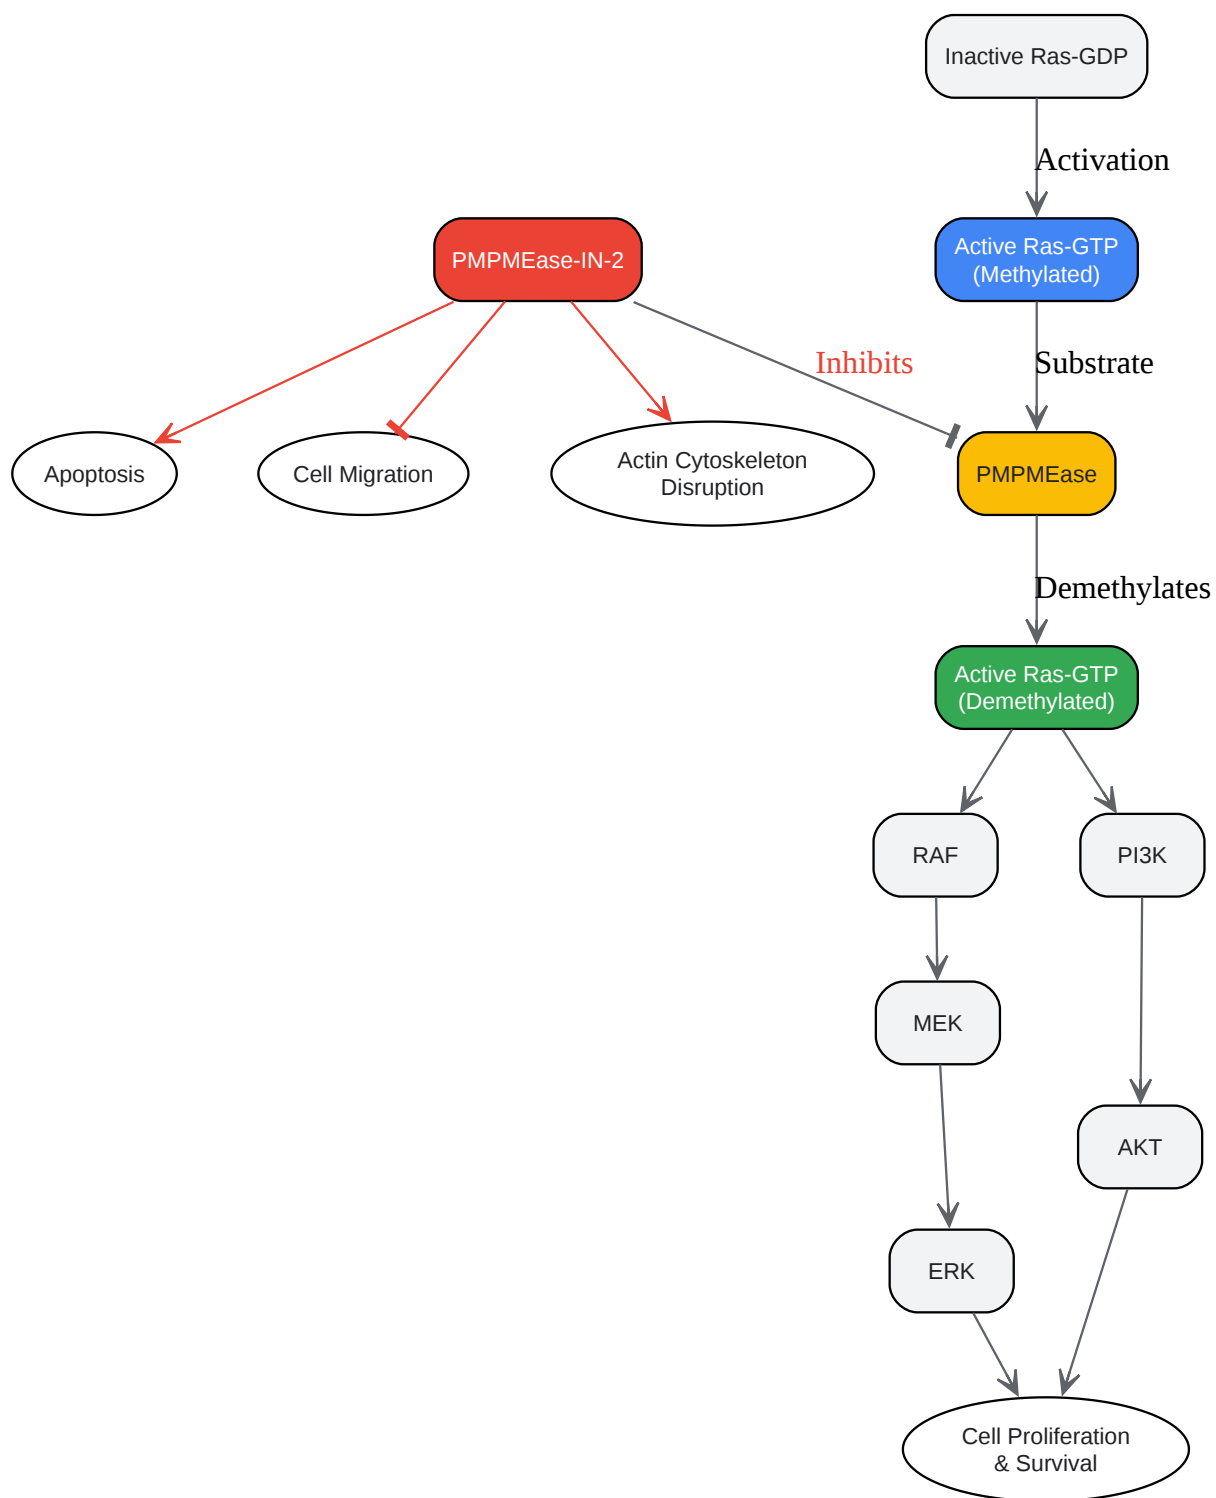 Inactive Ras-GDP
Activation
PMPMEase-IN-2
Active Ras-GTP
(Methylated)
Inhibits
Substrate
Apoptosis
Cell Migration
Actin Cytoskeleton
Disruption
PMPMEase
Demethylates
Active Ras-GTP
(Demethylated)
RAF
PI3K
MEK
AKT
ERK
Cell Proliferation
& Survival